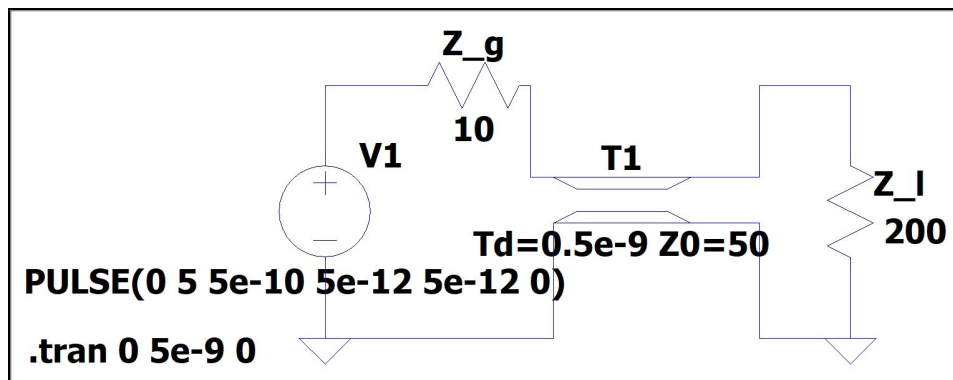 Z_g
10
V1
T1
Z_l
200
Td=0.5e-9 Z0=50
PULSE(0 5 5e-10 5e-12 5e-12 0)
.tran 0 5e-9 0